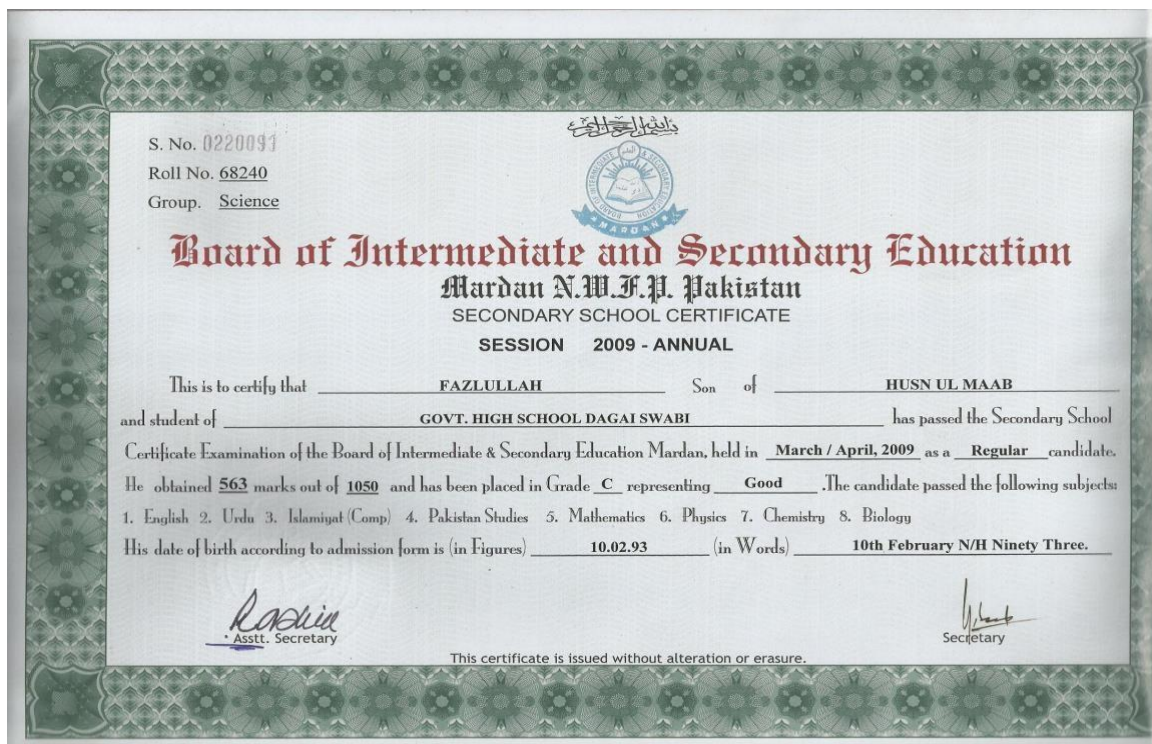 S. No. 0220091
Roll No. 68240
Group. Science
BOARD OF INTERMEDIATE & SECONDARY EDUCATION
MARDAN
Board of Intermediate and Secondary Education
Mardan N.W.F.P. Pakistan
SECONDARY SCHOOL CERTIFICATE
SESSION 2009 - ANNUAL
This is to certify that FAZLULLAH Son of HUSN UL MAAB
and student of GOVT. HIGH SCHOOL DAGAI SWABI has passed the Secondary School
Certificate Examination of the Board of Intermediate & Secondary Education Mardan, held in March / April, 2009 as a Regular candidate.
He obtained 563 marks out of 1050 and has been placed in Grade C representing Good .The candidate passed the following subjects:
1. English 2. Urdu 3. Islamiyat (Comp) 4. Pakistan Studies 5. Mathematics 6. Physics 7. Chemistry 8. Biology
His date of birth according to admission form is (in Figures) 10.02.93 (in Words) 10th February N/H Ninety Three.
Asstt. Secretary
Secretary
This certificate is issued without alteration or erasure.